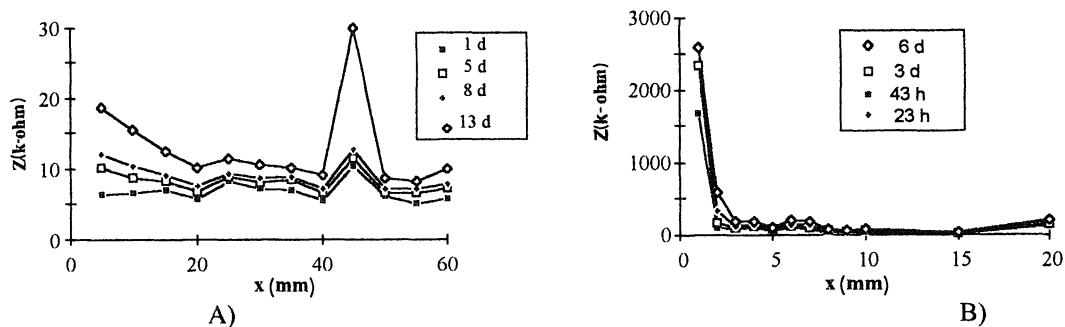 30
20
10
0
Z(k-ohm)
0 20 40 60
x (mm)
1 d
5 d
8 d
13 d
A)
3000
2000
1000
0
Z(k-ohm)
0 5 10 15 20
x (mm)
6 d
3 d
43 h
23 h
B)